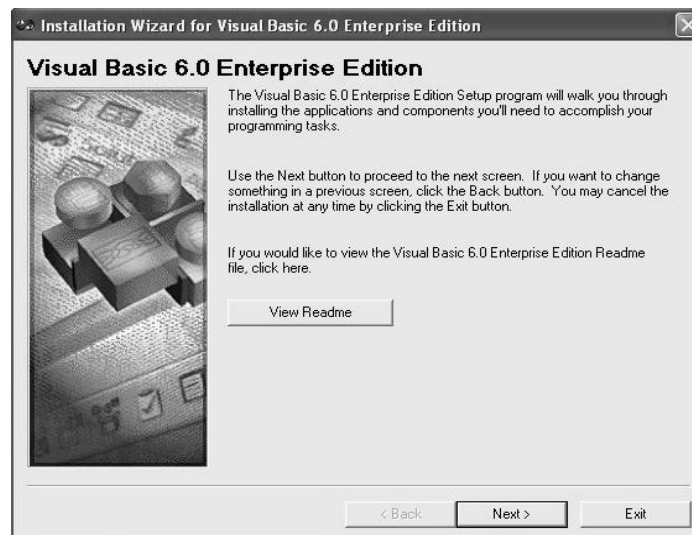 Installation Wizard for Visual Basic 6.0 Enterprise Edition
Visual Basic 6.0 Enterprise Edition
The Visual Basic 6.0 Enterprise Edition Setup program will walk you through
installing the applications and components you'll need to accomplish your
programming tasks.
Use the Next button to proceed to the next screen. If you want to change
something in a previous screen, click the Back button. You may cancel the
installation at any time by clicking the Exit button.
If you would like to view the Visual Basic 6.0 Enterprise Edition Readme
file, click here.
View Readme
< Back Next > Exit